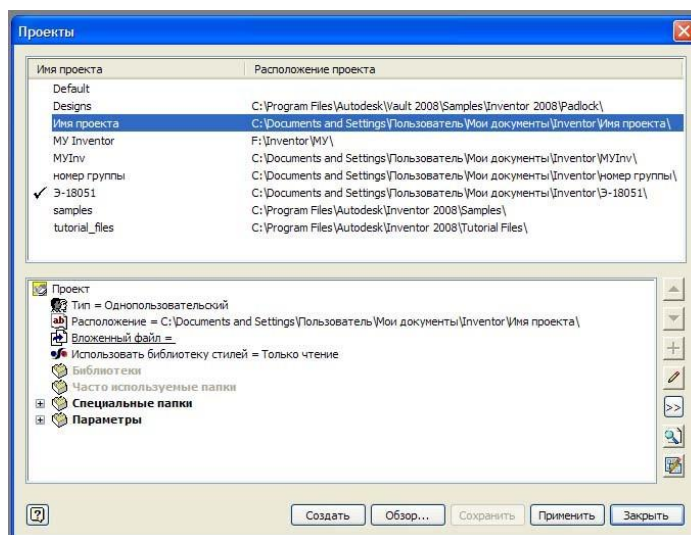 Проекты
Имя проекта Расположение проекта
Default
Designs C:\Program Files\Autodesk\Vault 2008\Samples\Inventor 2008\Padlock\
Имя проекта C:\Documents and Settings\Пользователь\Мои документы\Inventor\Имя проекта\
МУ Inventor F:\Inventor\МУ\
МУInv C:\Documents and Settings\Пользователь\Мои документы\Inventor\МУInv\
номер группы C:\Documents and Settings\Пользователь\Мои документы\Inventor\номер группы\
Э-18051 C:\Documents and Settings\Пользователь\Мои документы\Inventor\Э-18051\
samples C:\Program Files\Autodesk\Inventor 2008\Samples\
tutorial_files C:\Program Files\Autodesk\Inventor 2008\Tutorial Files\
Проект
Тип = Однопользовательский
ab Расположение = C:\Documents and Settings\Пользователь\Мои документы\Inventor\Имя проекта\
Вложенный файл =
Использовать библиотеку стилей = Только чтение
Библиотеки
Часто используемые папки
Специальные папки
Параметры
>>
? Создать Обзор... Сохранить Применить Закрыть